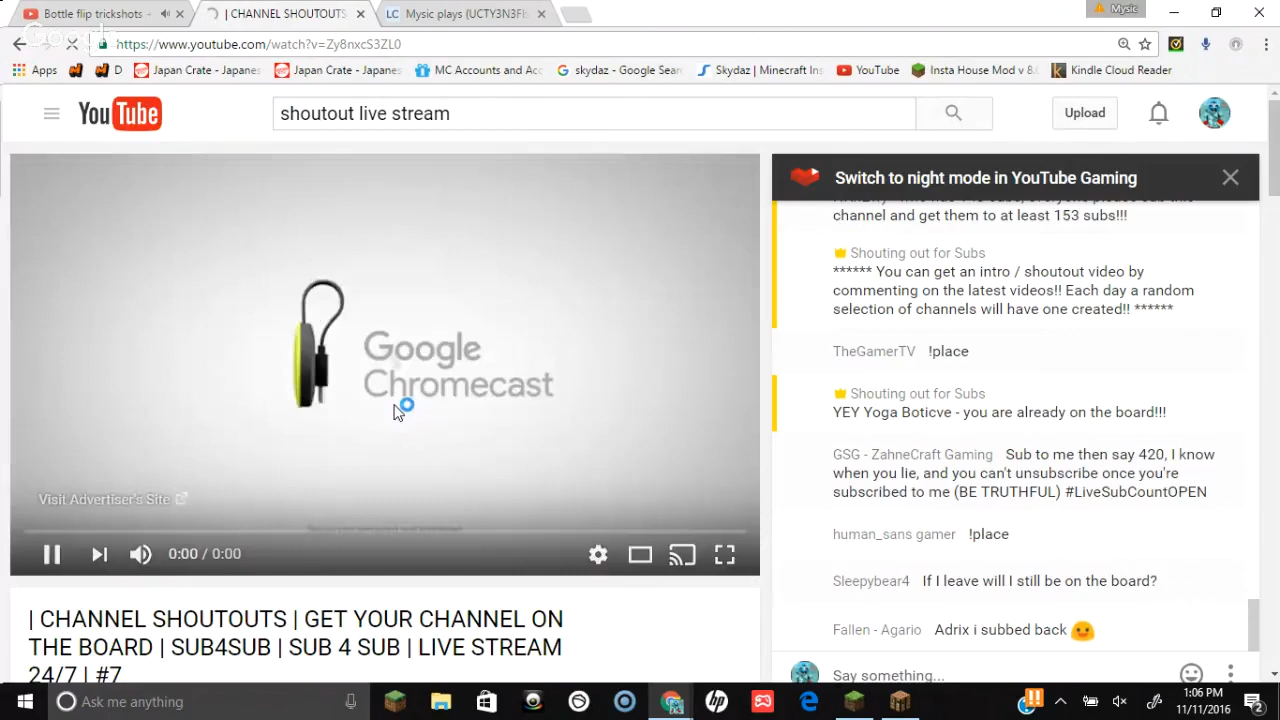 Bottle flip trickshots -
| CHANNEL SHOUTOUTS
LC Music plays (UCTY3N3Ft
Mysic
Google
https://www.youtube.com/watch?v=Zy8nxcS3ZL0
Apps
D
Japan Crate - Japanes
Japan Crate - Japanes
MC Accounts and Acc
skydaz - Google Sear
Skydaz | Minecraft Ins
YouTube
Insta House Mod v 8.0
Kindle Cloud Reader
YouTube
shoutout live stream
Upload
Switch to night mode in YouTube Gaming
channel and get them to at least 153 subs!!!
Shouting out for Subs
****** You can get an intro / shoutout video by
commenting on the latest videos!! Each day a random
selection of channels will have one created!! ******
TheGamerTV !place
Shouting out for Subs
YEY Yoga Boticve - you are already on the board!!!
GSG - ZahneCraft Gaming Sub to me then say 420, I know
when you lie, and you can't unsubscribe once you're
subscribed to me (BE TRUTHFUL) #LiveSubCountOPEN
human_sans gamer !place
Sleepybear4 If I leave will I still be on the board?
Fallen - Agario Adrix i subbed back
Say something...
Google
Chromecast
Visit Advertiser's Site
0:00 / 0:00
| CHANNEL SHOUTOUTS | GET YOUR CHANNEL ON
THE BOARD | SUB4SUB | SUB 4 SUB | LIVE STREAM
24/7 | #7
Ask me anything
hp
1:06 PM
11/11/2016
2